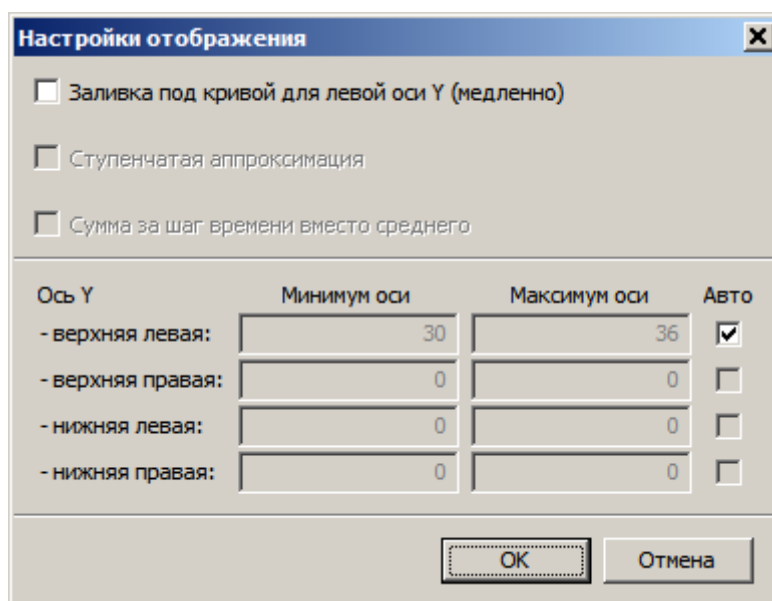 Настройки отображения
Заливка под кривой для левой оси Y (медленно)
Ступенчатая аппроксимация
Сумма за шаг времени вместо среднего
Ось Y Минимум оси Максимум оси Авто
- верхняя левая: 30 36
- верхняя правая: 0 0
- нижняя левая: 0 0
- нижняя правая: 0 0
OK Отмена